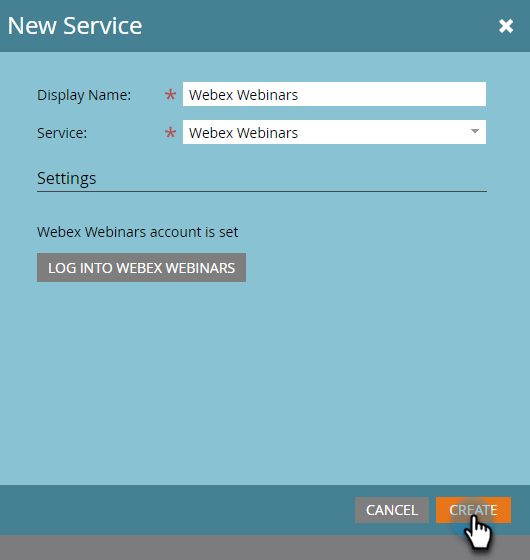 New Service
Display Name: * Webex Webinars
Service: * Webex Webinars
Settings
Webex Webinars account is set
LOG INTO WEBEX WEBINARS
CANCEL CREATE